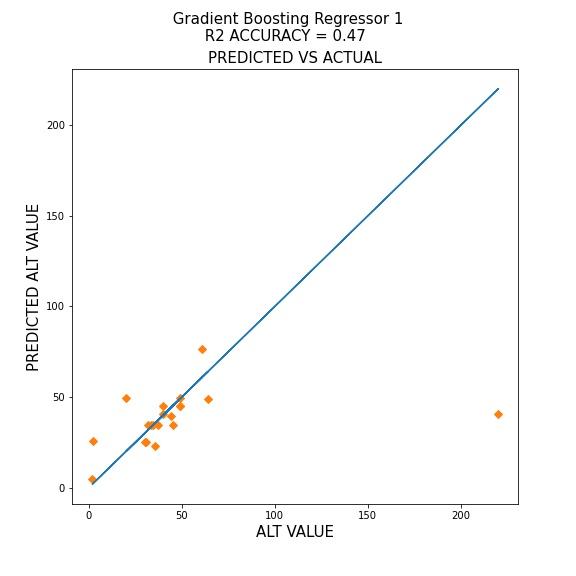 Gradient Boosting Regressor 1
R2 ACCURACY = 0.47
PREDICTED VS ACTUAL
200
150
100
50
0
PREDICTED ALT VALUE
0 50 100 150 200
ALT VALUE